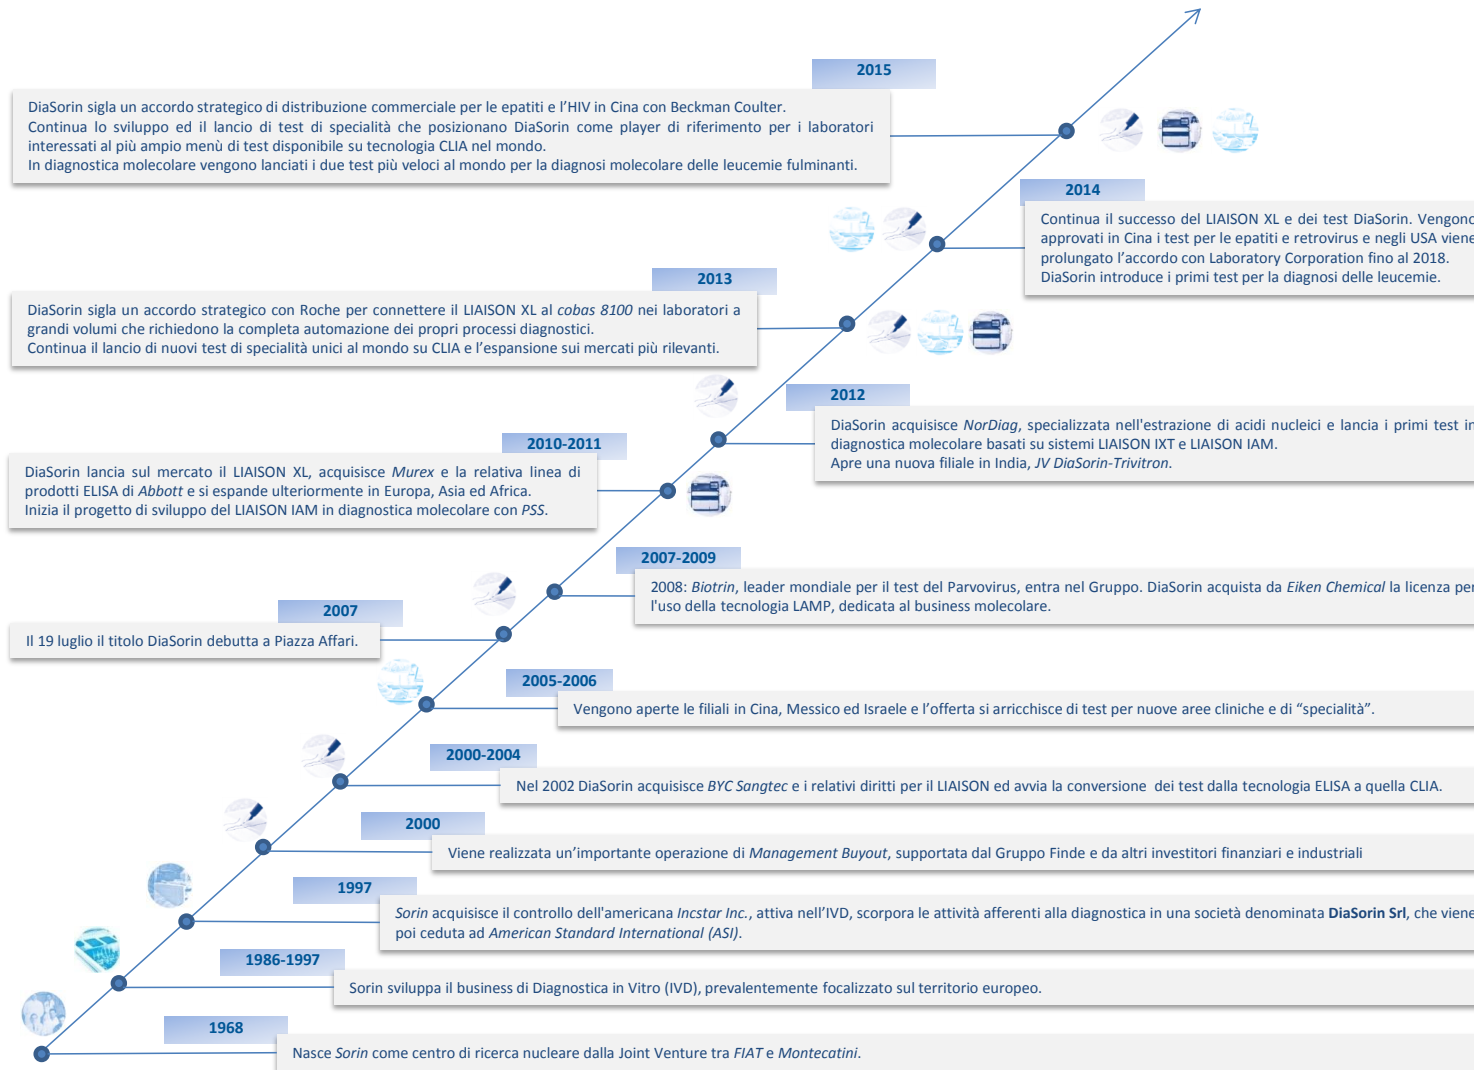 2015
DiaSorin sigla un accordo strategico di distribuzione commerciale per le epatiti e l’HIV in Cina con Beckman Coulter.
Continua lo sviluppo ed il lancio di test di specialità che posizionano DiaSorin come player di riferimento per i laboratori
interessati al più ampio menù di test disponibile su tecnologia CLIA nel mondo.
In diagnostica molecolare vengono lanciati i due test più veloci al mondo per la diagnosi molecolare delle leucemie fulminanti.
2014
Continua il successo del LIAISON XL e dei test DiaSorin. Vengono
approvati in Cina i test per le epatiti e retrovirus e negli USA viene
prolungato l’accordo con Laboratory Corporation fino al 2018.
DiaSorin introduce i primi test per la diagnosi delle leucemie.
2013
DiaSorin sigla un accordo strategico con Roche per connettere il LIAISON XL al cobas 8100 nei laboratori a
grandi volumi che richiedono la completa automazione dei propri processi diagnostici.
Continua il lancio di nuovi test di specialità unici al mondo su CLIA e l’espansione sui mercati più rilevanti.
2012
DiaSorin acquisisce NorDiag, specializzata nell'estrazione di acidi nucleici e lancia i primi test in
diagnostica molecolare basati su sistemi LIAISON IXT e LIAISON IAM.
Apre una nuova filiale in India, JV DiaSorin-Trivitron.
2010-2011
DiaSorin lancia sul mercato il LIAISON XL, acquisisce Murex e la relativa linea di
prodotti ELISA di Abbott e si espande ulteriormente in Europa, Asia ed Africa.
Inizia il progetto di sviluppo del LIAISON IAM in diagnostica molecolare con PSS.
2007-2009
2008: Biotrin, leader mondiale per il test del Parvovirus, entra nel Gruppo. DiaSorin acquista da Eiken Chemical la licenza per
l'uso della tecnologia LAMP, dedicata al business molecolare.
2007
Il 19 luglio il titolo DiaSorin debutta a Piazza Affari.
2005-2006
Vengono aperte le filiali in Cina, Messico ed Israele e l’offerta si arricchisce di test per nuove aree cliniche e di “specialità”.
2000-2004
Nel 2002 DiaSorin acquisisce BYC Sangtec e i relativi diritti per il LIAISON ed avvia la conversione dei test dalla tecnologia ELISA a quella CLIA.
2000
Viene realizzata un’importante operazione di Management Buyout, supportata dal Gruppo Finde e da altri investitori finanziari e industriali
1997
Sorin acquisisce il controllo dell'americana Incstar Inc., attiva nell’IVD, scorpora le attività afferenti alla diagnostica in una società denominata DiaSorin Srl, che viene
poi ceduta ad American Standard International (ASI).
1986-1997
Sorin sviluppa il business di Diagnostica in Vitro (IVD), prevalentemente focalizzato sul territorio europeo.
1968
Nasce Sorin come centro di ricerca nucleare dalla Joint Venture tra FIAT e Montecatini.